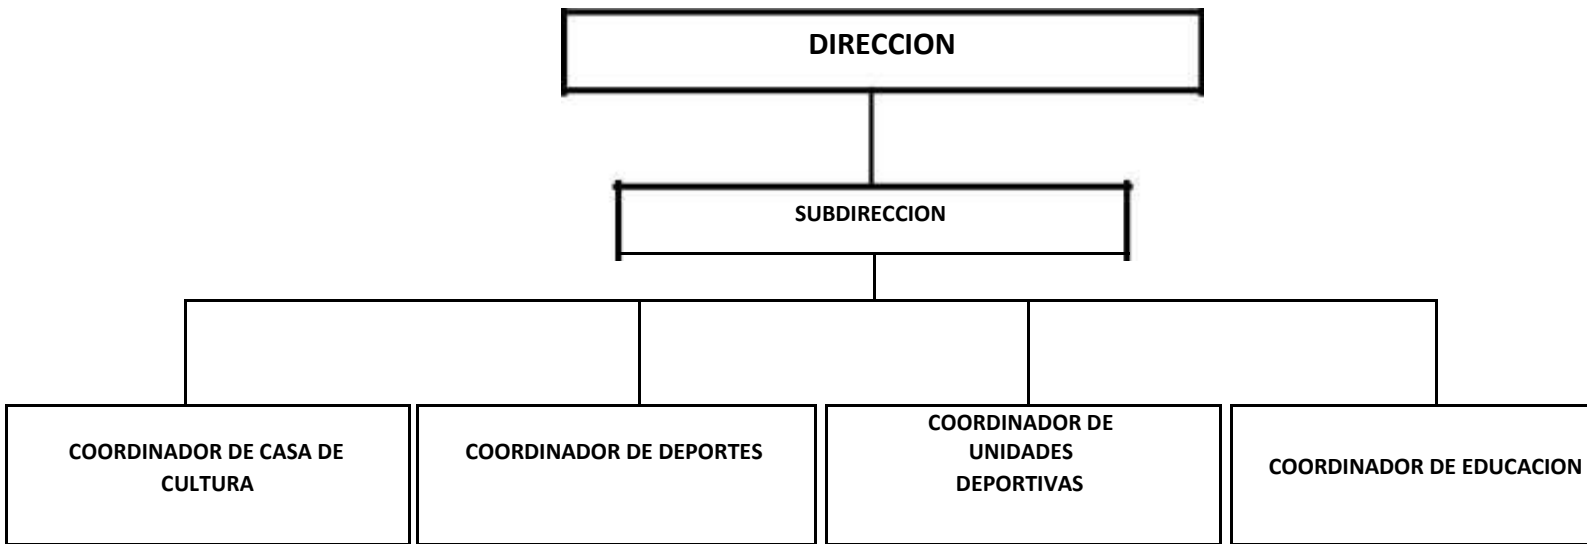 DIRECCION
SUBDIRECCION
COORDINADOR DE CASA DE
CULTURA
COORDINADOR DE DEPORTES
COORDINADOR DE
UNIDADES
DEPORTIVAS
COORDINADOR DE EDUCACION